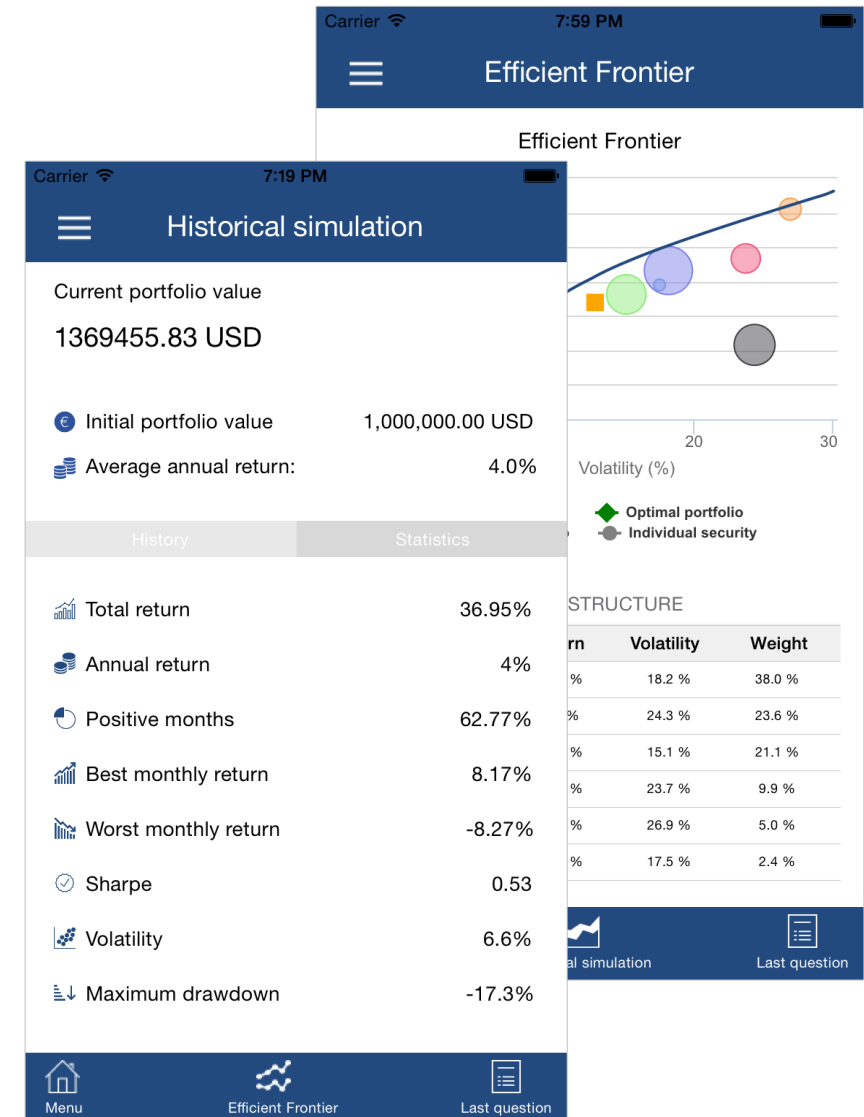 Carrier 7:59 PM
Efficient Frontier
Efficient Frontier
20 30
Volatility (%)
Optimal portfolio
Individual security
STRUCTURE
Volatility Weight
% 18.2 % 38.0 %
% 24.3 % 23.6 %
% 15.1 % 21.1 %
% 23.7 % 9.9 %
% 26.9 % 5.0 %
% 17.5 % 2.4 %
simulation Last question
Carrier 7:19 PM
Historical simulation
Current portfolio value
1369455.83 USD
€ Initial portfolio value 1,000,000.00 USD
Average annual return: 4.0%
History Statistics
Total return 36.95%
Annual return 4%
Positive months 62.77%
Best monthly return 8.17%
Worst monthly return -8.27%
Sharpe 0.53
Volatility 6.6%
Maximum drawdown -17.3%
Menu Efficient Frontier Last question